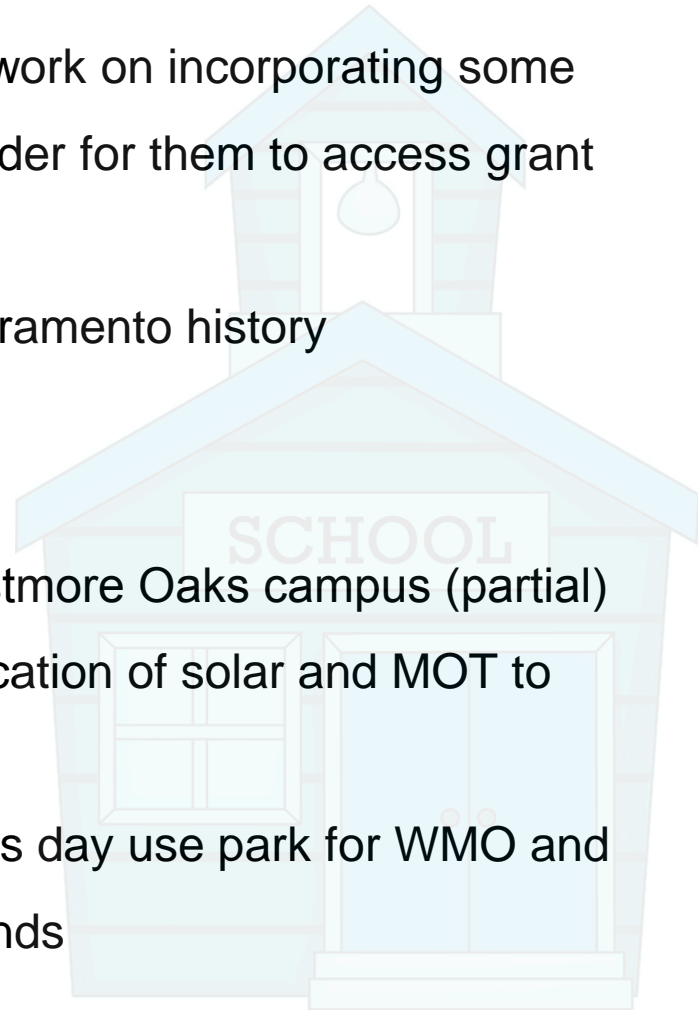 work on incorporating some
der for them to access grant
ramento history
SCHOOL
tmore Oaks campus (partial)
cation of solar and MOT to
s day use park for WMO and
nds